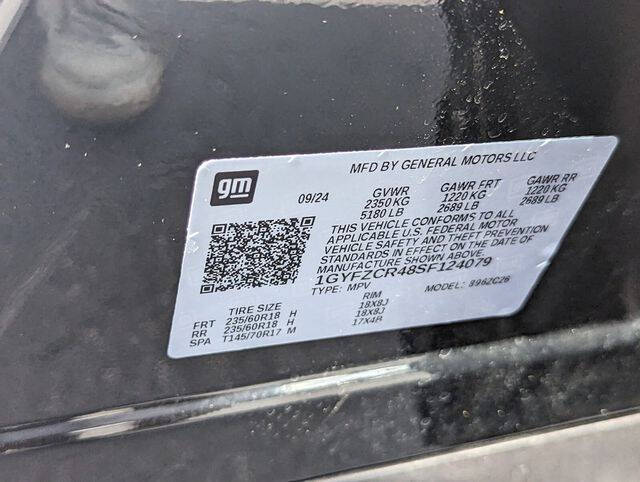 gm
MFD BY GENERAL MOTORS LLC
09/24
GVWR GAWR FRT GAWR RR
2350 KG 1220 KG 1220 KG
5180 LB 2689 LB 2689 LB
THIS VEHICLE CONFORMS TO ALL
APPLICABLE U.S. FEDERAL MOTOR
VEHICLE SAFETY AND THEFT PREVENTION
STANDARDS IN EFFECT ON THE DATE OF
MANUFACTURE SHOWN ABOVE.
1GYFZCR48SF124079
TYPE: MPV MODEL: 896ZC26
TIRE SIZE RIM
FRT 235/60R18 H 18X8J
RR 235/60R18 H 18X8J
SPA T145/70R17 M 17X4B